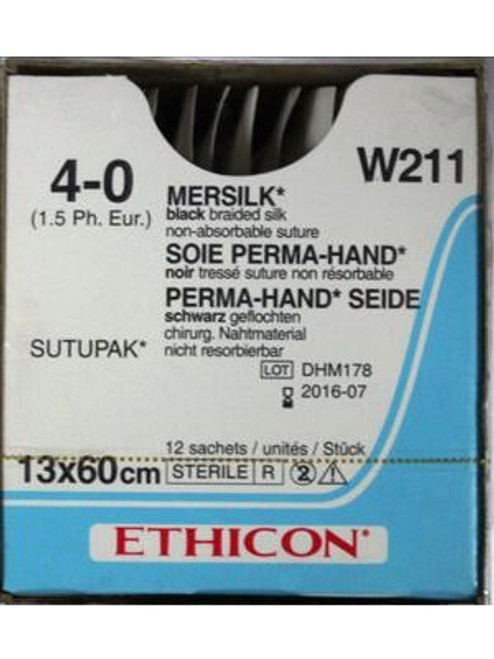 4-0
(1.5 Ph. Eur.)
W211
MERSILK*
black braided silk
non-absorbable suture
SOIE PERMA-HAND*
noir tressé suture non résorbable
PERMA-HAND* SEIDE
schwarz geflochten
chirurg. Nahtmaterial
nicht resorbierbar
SUTUPAK*
LOT DHM178
2016-07
12 sachets / unités / Stück
13x60cm STERILE R 2
ETHICON*